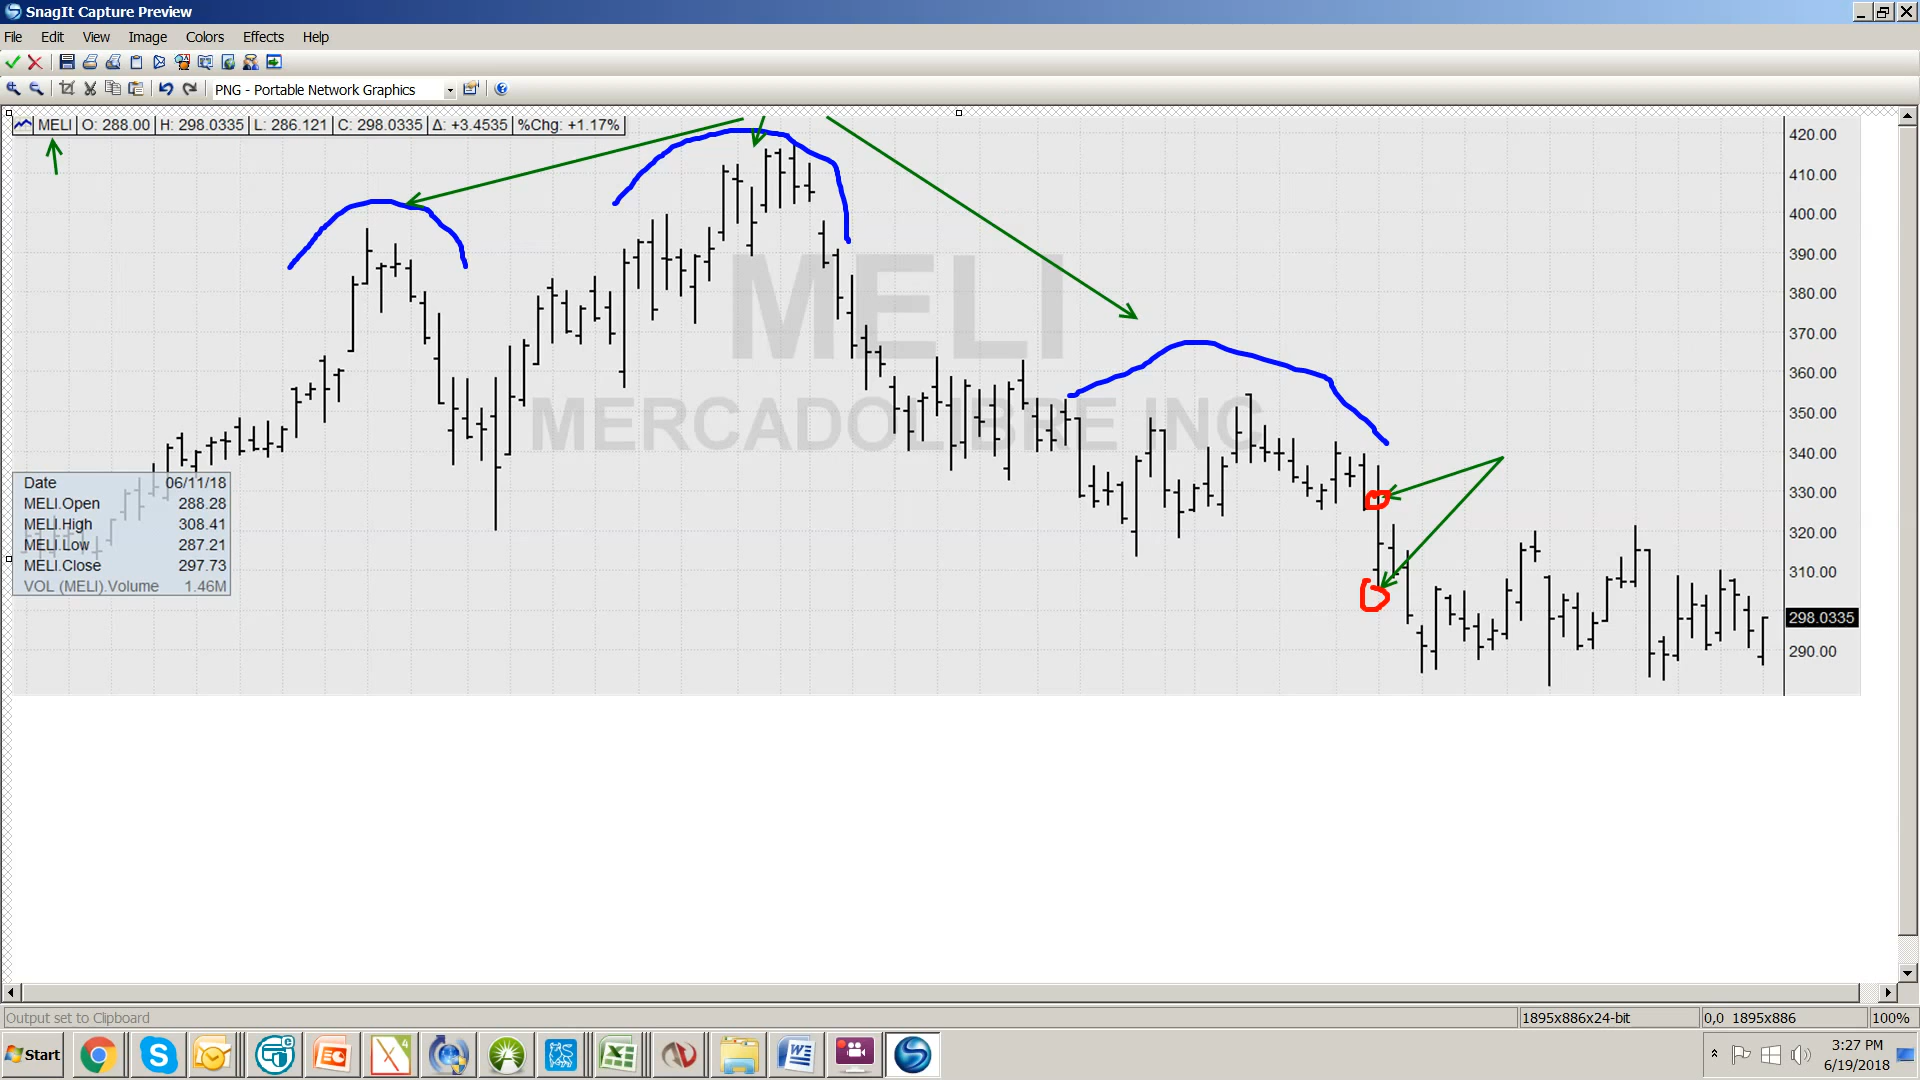 SnagIt Capture Preview
File Edit View Image Colors Effects Help
PNG - Portable Network Graphics
MELI O: 288.00 H: 298.0335 L: 286.121 C: 298.0335 Δ: +3.4535 %Chg: +1.17%
420.00
410.00
400.00
390.00
380.00
370.00
360.00
350.00
340.00
330.00
320.00
310.00
298.0335
290.00
MELI
MERCADOLIBRE INC
Date 06/11/18
MELI.Open 288.28
MELI.High 308.41
MELI.Low 287.21
MELI.Close 297.73
VOL (MELI).Volume 1.46M
Output set to Clipboard 1895x886x24-bit 0,0 1895x886 100%
Start
3:27 PM
6/19/2018